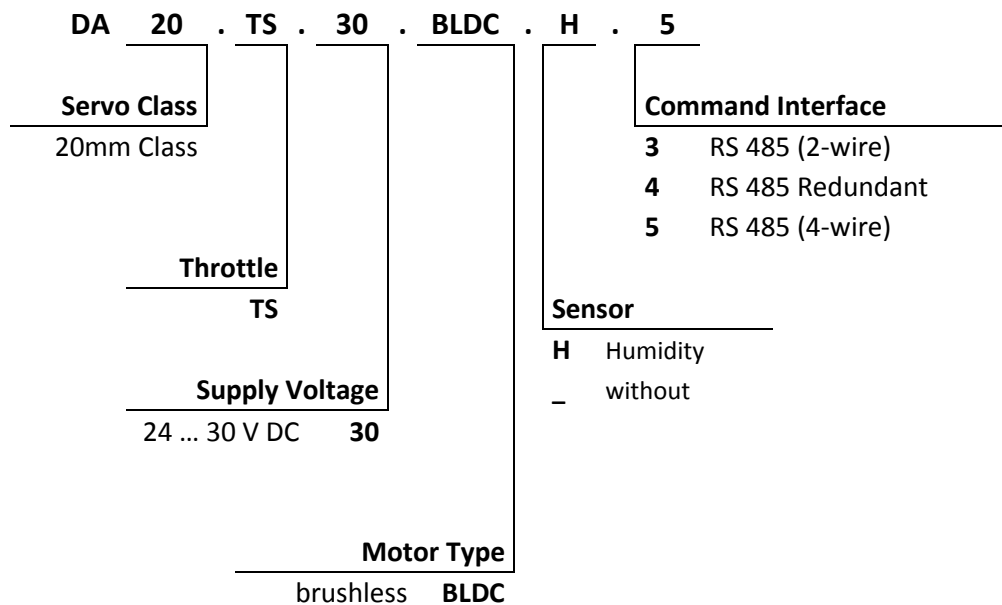 DA 20 . TS . 30 . BLDC . H . 5
Servo Class
20mm Class
Command Interface
3 RS 485 (2-wire)
4 RS 485 Redundant
5 RS 485 (4-wire)
Throttle
TS
Sensor
H Humidity
_ without
Supply Voltage
24 ... 30 V DC 30
Motor Type
brushless BLDC